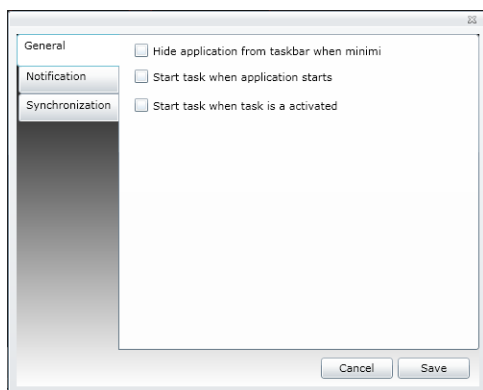 General
Hide application from taskbar when minimi
Notification
Start task when application starts
Synchronization
Start task when task is a activated
Cancel
Save